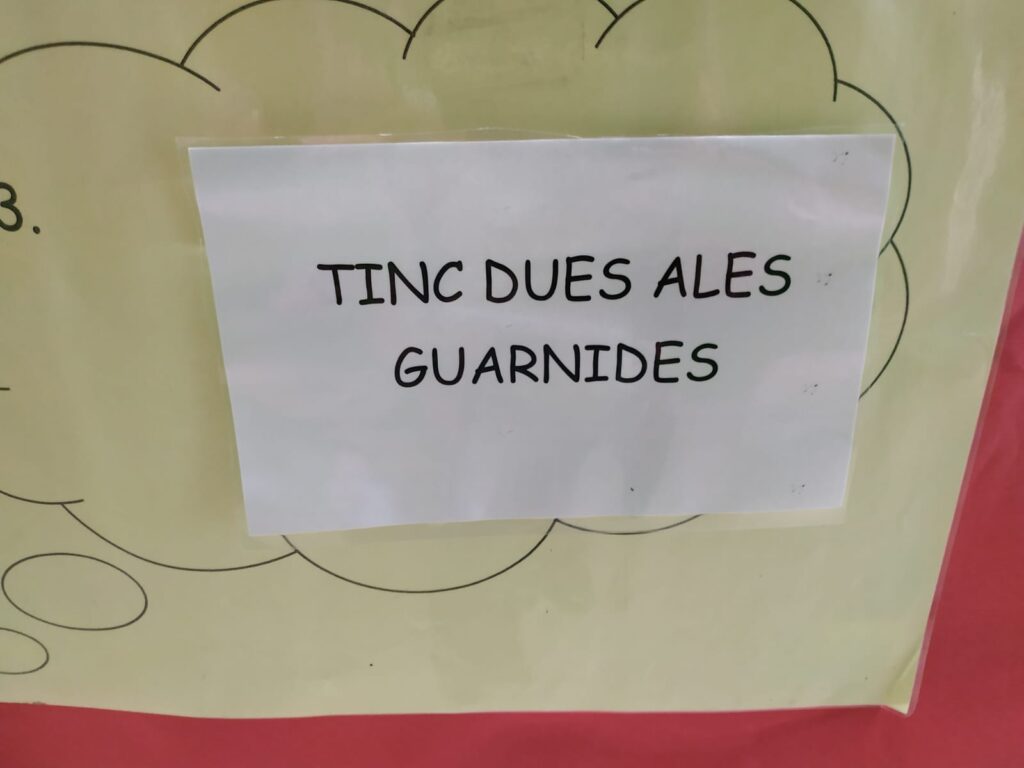 3.
TINC DUES ALES
GUARNIDES